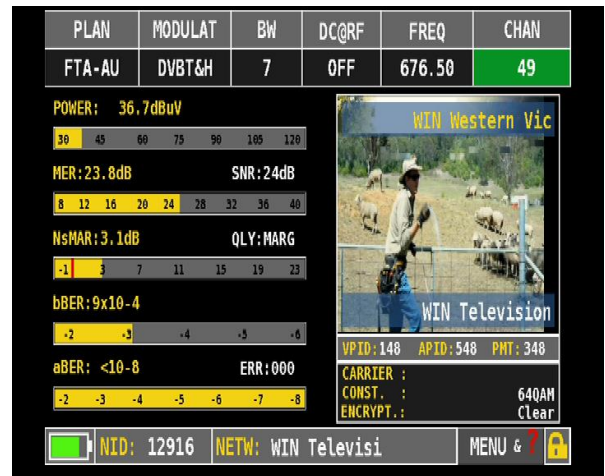 PLAN MODULAT BW DC@RF FREQ CHAN
FTA-AU DVBT&H 7 OFF 676.50 49
POWER: 36.7dBuV
30 45 60 75 90 105 120
MER:23.8dB SNR:24dB
8 12 16 20 24 28 32 36 40
NsMAR:3.1dB QLY:MARG
-1 3 7 11 15 19 23
bBER:9x10-4
-2 -3 -4 -5 -6
aBER: <10-8 ERR:000
-2 -3 -4 -5 -6 -7 -8
WIN Western Vic
WIN Television
VPID:148 APID:548 PMT:348
CARRIER :
CONST. : 64QAM
ENCRYPT.: Clear
NID: 12916 NETW: WIN Televisi MENU & ?